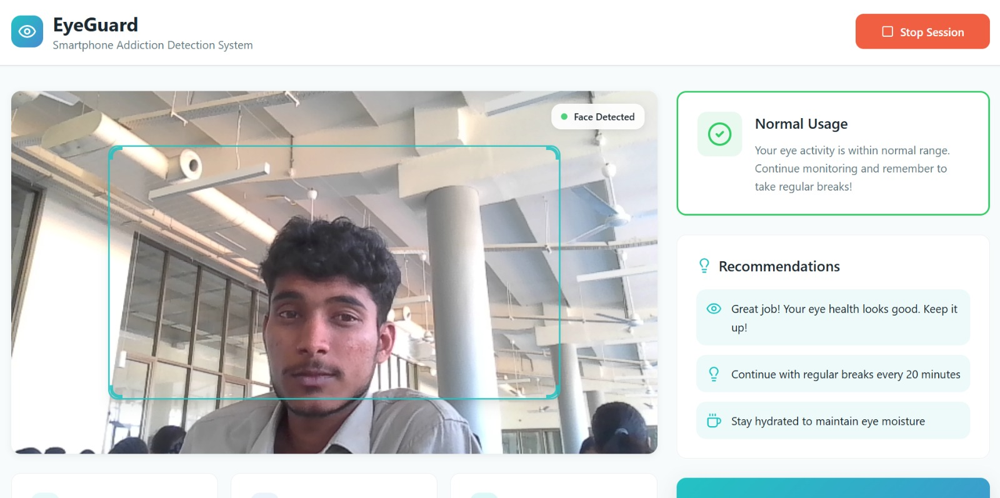 EyeGuard
Smartphone Addiction Detection System
Stop Session
Face Detected
Normal Usage
Your eye activity is within normal range.
Continue monitoring and remember to
take regular breaks!
Recommendations
Great job! Your eye health looks good. Keep it
up!
Continue with regular breaks every 20 minutes
Stay hydrated to maintain eye moisture